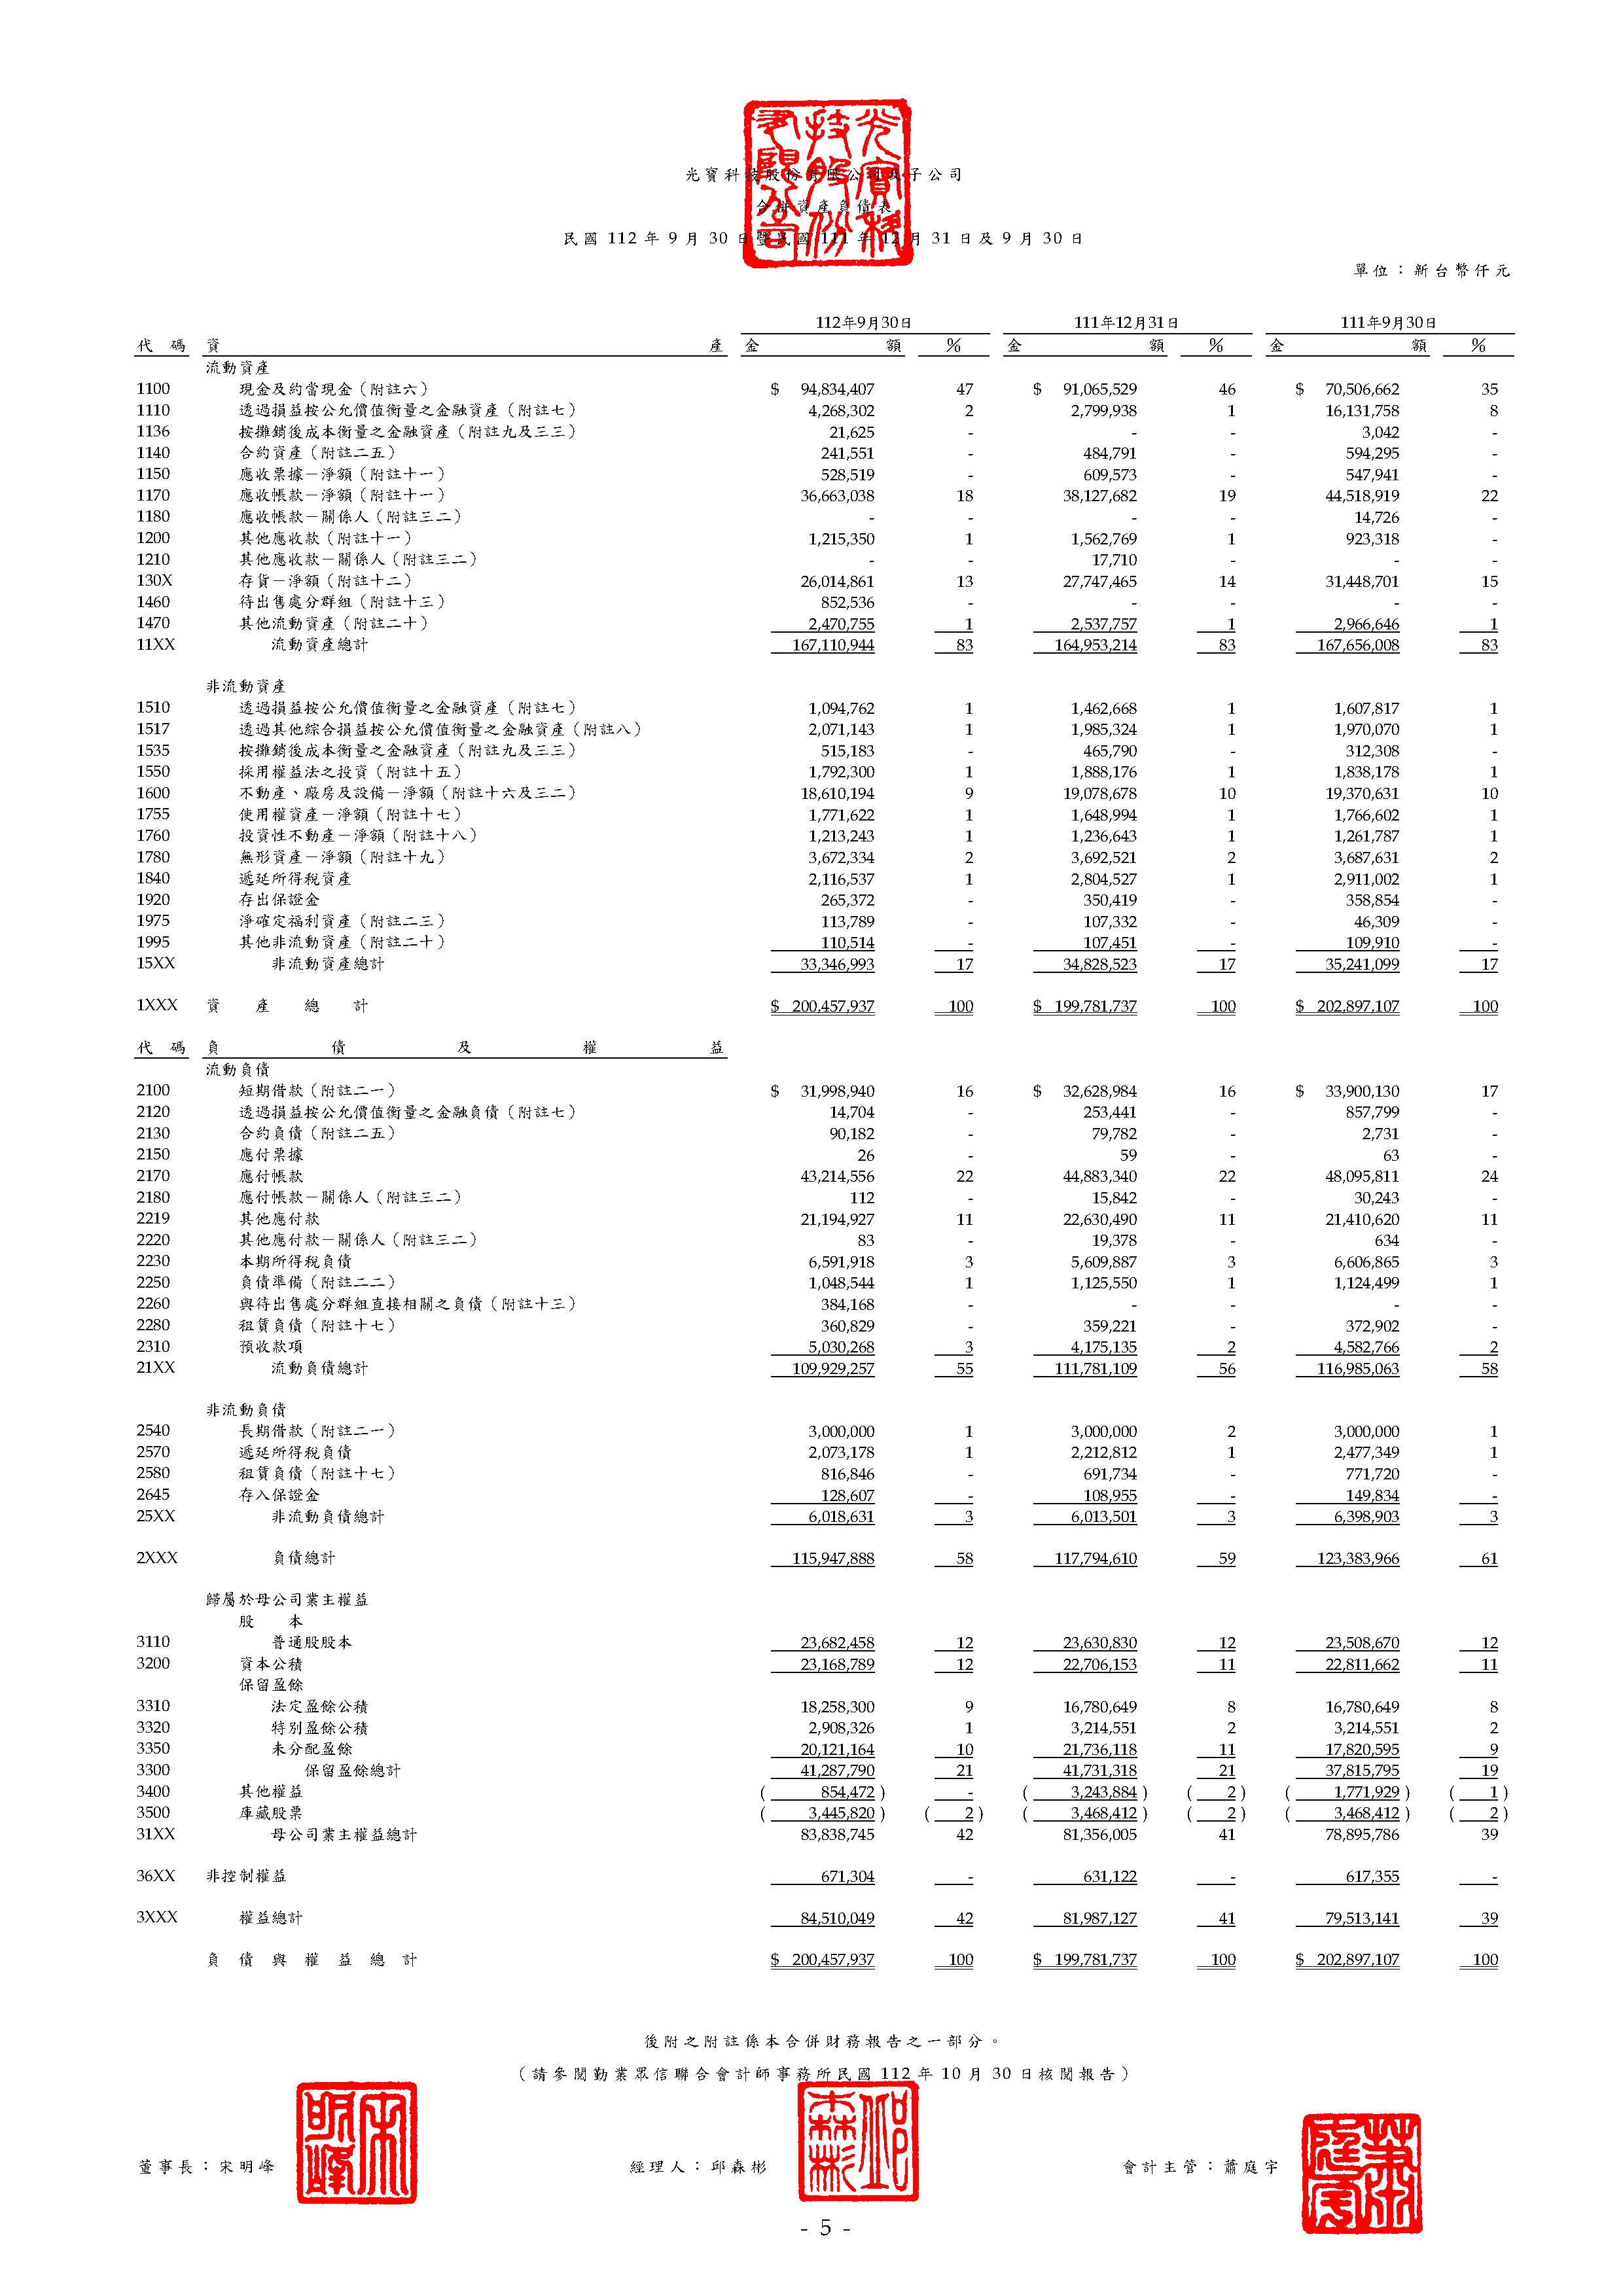 光寶科技股份有限公司及子公司
合併資產負債表
民國 112 年 9 月 30 日暨民國 111 年 12 月 31 日及 9 月 30 日
單位：新台幣仟元
112年9月30日 111年12月31日 111年9月30日
代 碼 資 產 金 額 % 金 額 % 金 額 %
流動資產
1100 現金及約當現金（附註六） $ 94,834,407 47 $ 91,065,529 46 $ 70,506,662 35
1110 透過損益按公允價值衡量之金融資產（附註七） 4,268,302 2 2,799,938 1 16,131,758 8
1136 按攤銷後成本衡量之金融資產（附註九及三三） 21,625 - - - 3,042 -
1140 合約資產（附註二五） 241,551 - 484,791 - 594,295 -
1150 應收票據－淨額（附註十一） 528,519 - 609,573 - 547,941 -
1170 應收帳款－淨額（附註十一） 36,663,038 18 38,127,682 19 44,518,919 22
1180 應收帳款－關係人（附註三二） - - - - 14,726 -
1200 其他應收款（附註十一） 1,215,350 1 1,562,769 1 923,318 -
1210 其他應收款－關係人（附註三二） - - 17,710 - - -
130X 存貨－淨額（附註十二） 26,014,861 13 27,747,465 14 31,448,701 15
1460 待出售處分群組（附註十三） 852,536 - - - - -
1470 其他流動資產（附註二十） 2,470,755 1 2,537,757 1 2,966,646 1
11XX 流動資產總計 167,110,944 83 164,953,214 83 167,656,008 83
非流動資產
1510 透過損益按公允價值衡量之金融資產（附註七） 1,094,762 1 1,462,668 1 1,607,817 1
1517 透過其他綜合損益按公允價值衡量之金融資產（附註八） 2,071,143 1 1,985,324 1 1,970,070 1
1535 按攤銷後成本衡量之金融資產（附註九及三三） 515,183 - 465,790 - 312,308 -
1550 採用權益法之投資（附註十五） 1,792,300 1 1,888,176 1 1,838,178 1
1600 不動產、廠房及設備－淨額（附註十六及三二） 18,610,194 9 19,078,678 10 19,370,631 10
1755 使用權資產－淨額（附註十七） 1,771,622 1 1,648,994 1 1,766,602 1
1760 投資性不動產－淨額（附註十八） 1,213,243 1 1,236,643 1 1,261,787 1
1780 無形資產－淨額（附註十九） 3,672,334 2 3,692,521 2 3,687,631 2
1840 遞延所得稅資產 2,116,537 1 2,804,527 1 2,911,002 1
1920 存出保證金 265,372 - 350,419 - 358,854 -
1975 淨確定福利資產（附註二三） 113,789 - 107,332 - 46,309 -
1995 其他非流動資產（附註二十） 110,514 - 107,451 - 109,910 -
15XX 非流動資產總計 33,346,993 17 34,828,523 17 35,241,099 17
1XXX 資 產 總 計 $ 200,457,937 100 $ 199,781,737 100 $ 202,897,107 100
代 碼 負 債 及 權 益
流動負債
2100 短期借款（附註二一） $ 31,998,940 16 $ 32,628,984 16 $ 33,900,130 17
2120 透過損益按公允價值衡量之金融負債（附註七） 14,704 - 253,441 - 857,799 -
2130 合約負債（附註二五） 90,182 - 79,782 - 2,731 -
2150 應付票據 26 - 59 - 63 -
2170 應付帳款 43,214,556 22 44,883,340 22 48,095,811 24
2180 應付帳款－關係人（附註三二） 112 - 15,842 - 30,243 -
2219 其他應付款 21,194,927 11 22,630,490 11 21,410,620 11
2220 其他應付款－關係人（附註三二） 83 - 19,378 - 634 -
2230 本期所得稅負債 6,591,918 3 5,609,887 3 6,606,865 3
2250 負債準備（附註二二） 1,048,544 1 1,125,550 1 1,124,499 1
2260 與待出售處分群組直接相關之負債（附註十三） 384,168 - - - - -
2280 租賃負債（附註十七） 360,829 - 359,221 - 372,902 -
2310 預收款項 5,030,268 3 4,175,135 2 4,582,766 2
21XX 流動負債總計 109,929,257 55 111,781,109 56 116,985,063 58
非流動負債
2540 長期借款（附註二一） 3,000,000 1 3,000,000 2 3,000,000 1
2570 遞延所得稅負債 2,073,178 1 2,212,812 1 2,477,349 1
2580 租賃負債（附註十七） 816,846 - 691,734 - 771,720 -
2645 存入保證金 128,607 - 108,955 - 149,834 -
25XX 非流動負債總計 6,018,631 3 6,013,501 3 6,398,903 3
2XXX 負債總計 115,947,888 58 117,794,610 59 123,383,966 61
歸屬於母公司業主權益
股 本
3110 普通股股本 23,682,458 12 23,630,830 12 23,508,670 12
3200 資本公積 23,168,789 12 22,706,153 11 22,811,662 11
保留盈餘
3310 法定盈餘公積 18,258,300 9 16,780,649 8 16,780,649 8
3320 特別盈餘公積 2,908,326 1 3,214,551 2 3,214,551 2
3350 未分配盈餘 20,121,164 10 21,736,118 11 17,820,595 9
3300 保留盈餘總計 41,287,790 21 41,731,318 21 37,815,795 19
3400 其他權益 ( 854,472 ) - ( 3,243,884 ) ( 2 ) ( 1,771,929 ) ( 1 )
3500 庫藏股票 ( 3,445,820 ) ( 2 ) ( 3,468,412 ) ( 2 ) ( 3,468,412 ) ( 2 )
31XX 母公司業主權益總計 83,838,745 42 81,356,005 41 78,895,786 39
36XX 非控制權益 671,304 - 631,122 - 617,355 -
3XXX 權益總計 84,510,049 42 81,987,127 41 79,513,141 39
負 債 與 權 益 總 計 $ 200,457,937 100 $ 199,781,737 100 $ 202,897,107 100
後附之附註係本合併財務報告之一部分。
（請參閱勤業眾信聯合會計師事務所民國 112 年 10 月 30 日核閱報告）
董事長：宋明峰 經理人：邱森彬 會計主管：蕭庭宇
- 5 -